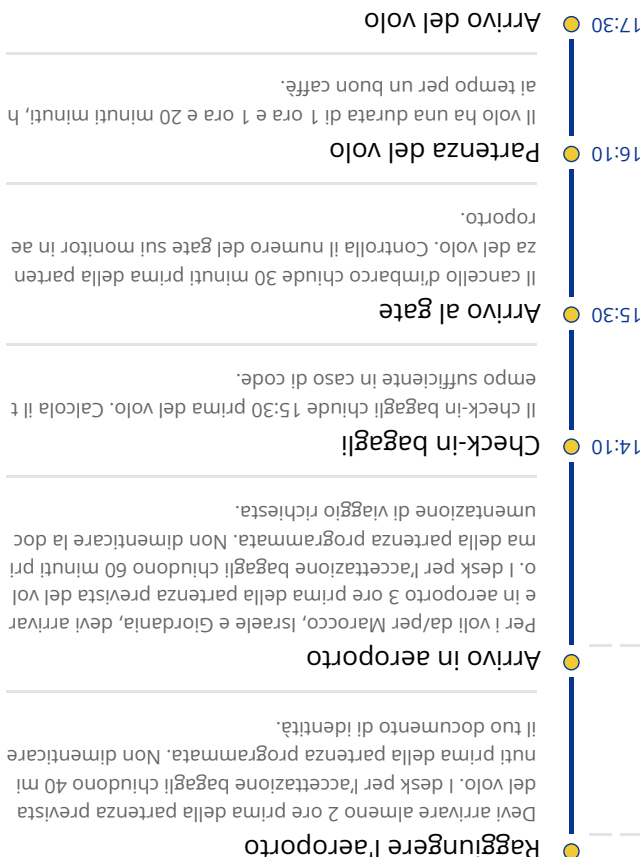 Raggiungere l'aeroporto
Devi arrivare almeno 2 ore prima della partenza prevista
del volo. I desk per l'accettazione bagagli chiudono 40 mi
nuti prima della partenza programmata. Non dimenticare
il tuo documento di identità.
Arrivo in aeroporto
Per i voli da/per Marocco, Israele e Giordania, devi arrivar
e in aeroporto 3 ore prima della partenza prevista del vol
o. I desk per l'accettazione bagagli chiudono 60 minuti pri
ma della partenza programmata. Non dimenticare la doc
umentazione di viaggio richiesta.
14:10 Check-in bagagli
Il check-in bagagli chiude 15:30 prima del volo. Calcola il t
empo sufficiente in caso di code.
15:30 Arrivo al gate
Il cancello d'imbarco chiude 30 minuti prima della parten
za del volo. Controlla il numero del gate sui monitor in ae
roporto.
16:10 Partenza del volo
Il volo ha una durata di 1 ora e 1 ora e 20 minuti minuti, h
ai tempo per un buon caffè.
17:30 Arrivo del volo